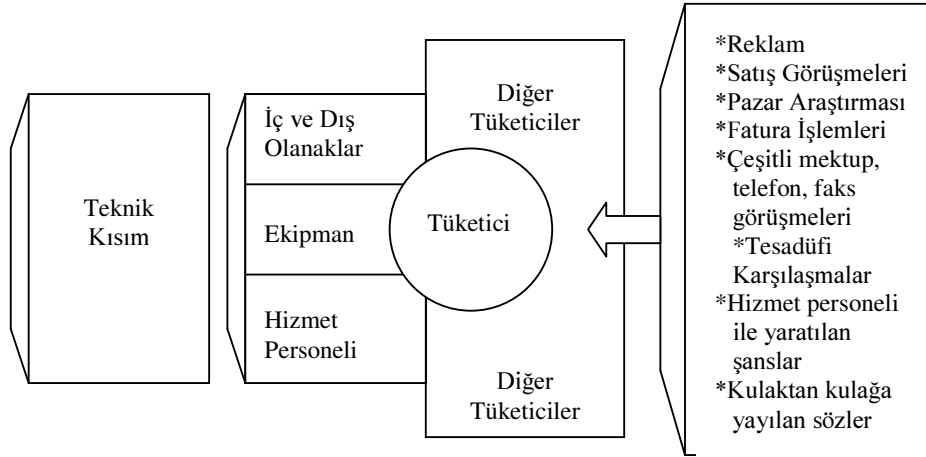 Teknik
Kısım
İç ve Dış
Olanaklar
Ekipman
Hizmet
Personeli
Diğer
Tüketiciler
Tüketici
Diğer
Tüketiciler
*Reklam
*Satış Görüşmeleri
*Pazar Araştırması
*Fatura İşlemleri
*Çeşitli mektup,
telefon, faks
görüşmeleri
*Tesadüfi
Karşılaşmalar
*Hizmet personeli
ile yaratılan
şanslar
*Kulaktan kulağa
yayılan sözler